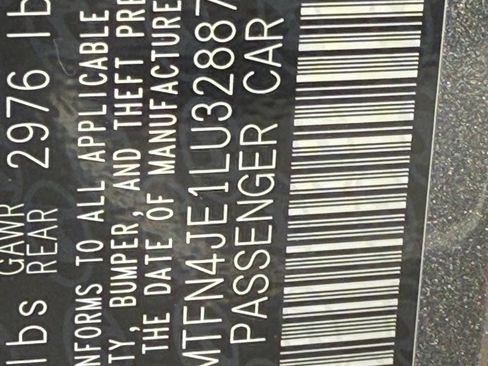 lbs GAWR REAR 2976 lb
NFORMS TO ALL APPLICABLE
TY, BUMPER, AND THEFT PRE
THE DATE OF MANUFACTURE
MTFN4JE1LU32887
PASSENGER CAR